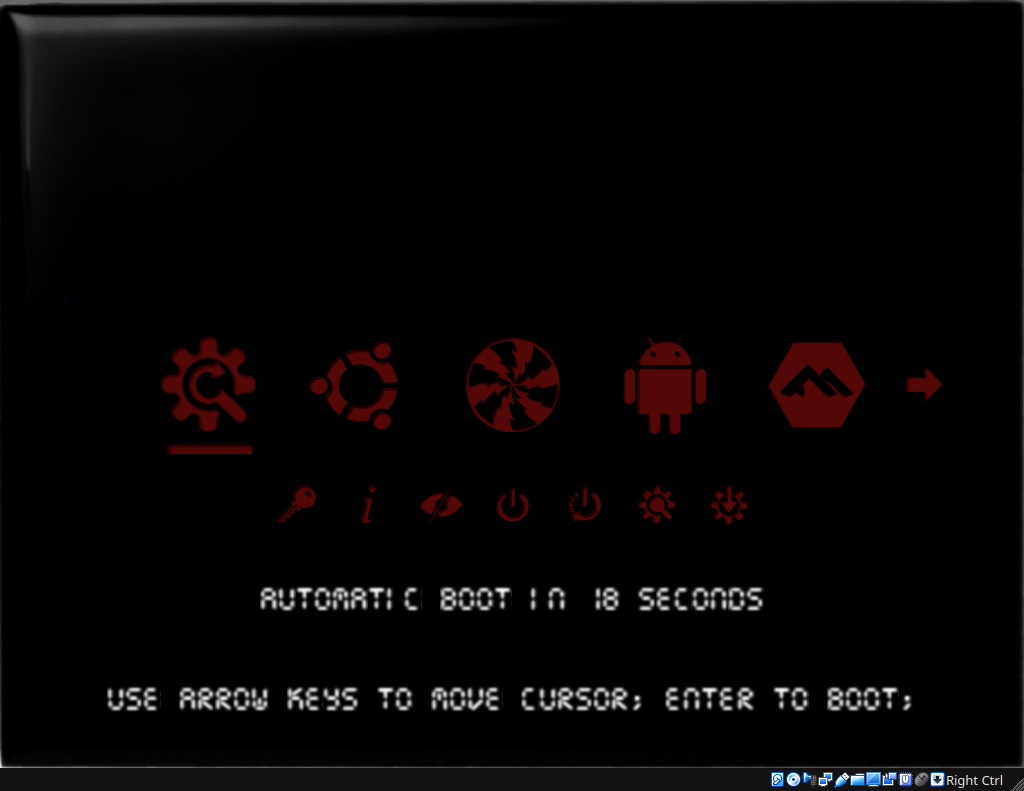 AUTOMATIC BOOT IN 18 SECONDS
USE ARROW KEYS TO MOVE CURSOR; ENTER TO BOOT;
Right Ctrl